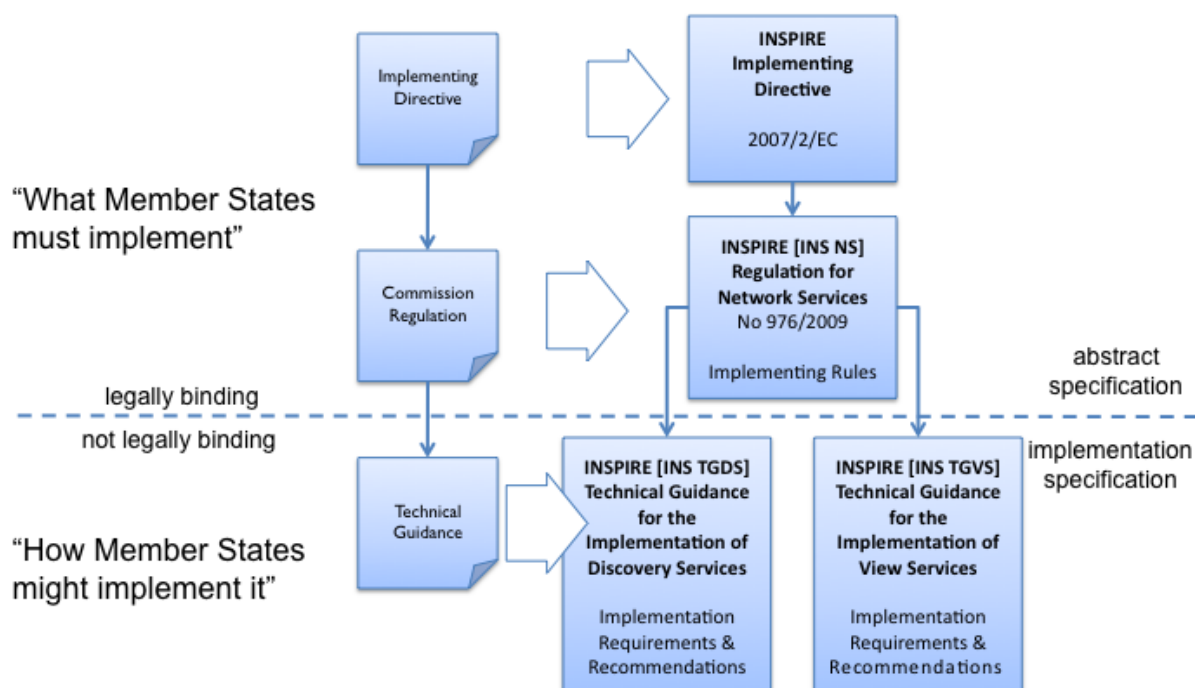 Implementing
Directive
INSPIRE
Implementing
Directive
2007/2/EC
“What Member States
must implement”
Commission
Regulation
INSPIRE [INS NS]
Regulation for
Network Services
No 976/2009
Implementing Rules
abstract
specification
legally binding
not legally binding
implementation
specification
Technical
Guidance
INSPIRE [INS TGDS]
Technical Guidance
for the
Implementation of
Discovery Services
Implementation
Requirements &
Recommendations
INSPIRE [INS TGVS]
Technical Guidance
for the
Implementation of
View Services
Implementation
Requirements &
Recommendations
“How Member States
might implement it”